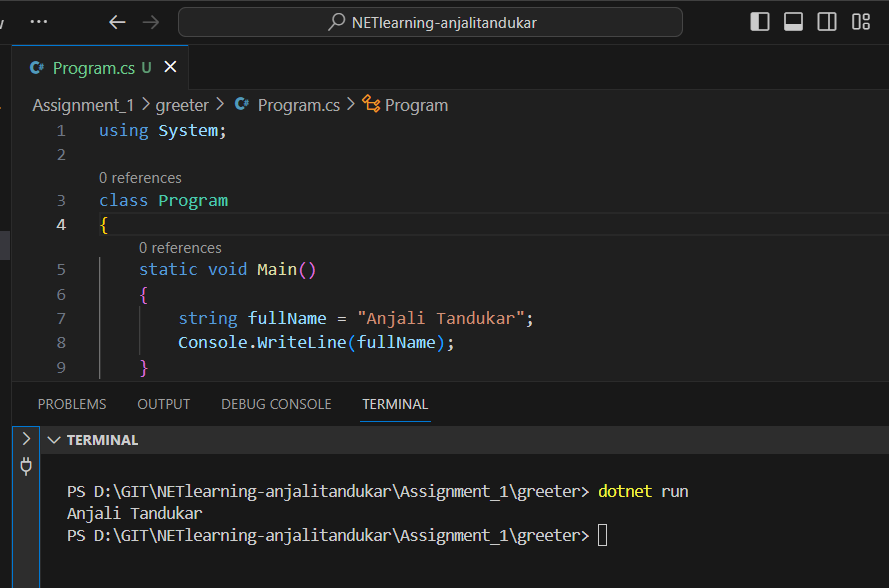 NETlearning-anjalitandukar
Program.cs U
Assignment_1 > greeter > Program.cs > Program
1 using System;
2
0 references
3 class Program
4 {
0 references
5 static void Main()
6 {
7 string fullName = "Anjali Tandukar";
8 Console.WriteLine(fullName);
9 }
PROBLEMS OUTPUT DEBUG CONSOLE TERMINAL
TERMINAL
PS D:\GIT\NETlearning-anjalitandukar\Assignment_1\greeter> dotnet run
Anjali Tandukar
PS D:\GIT\NETlearning-anjalitandukar\Assignment_1\greeter>